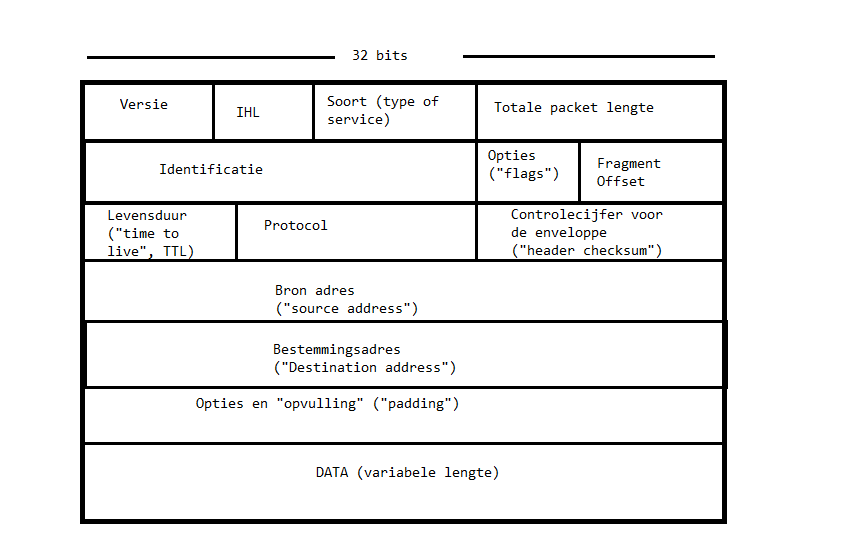 32 bits
Versie
IHL
Soort (type of
service)
Totale packet lengte
Identificatie
Opties
("flags")
Fragment
Offset
Levensduur
("time to
live", TTL)
Protocol
Controlecijfer voor
de enveloppe
("header checksum")
Bron adres
("source address")
Bestemmingsadres
("Destination address")
Opties en "opvulling" ("padding")
DATA (variabele lengte)